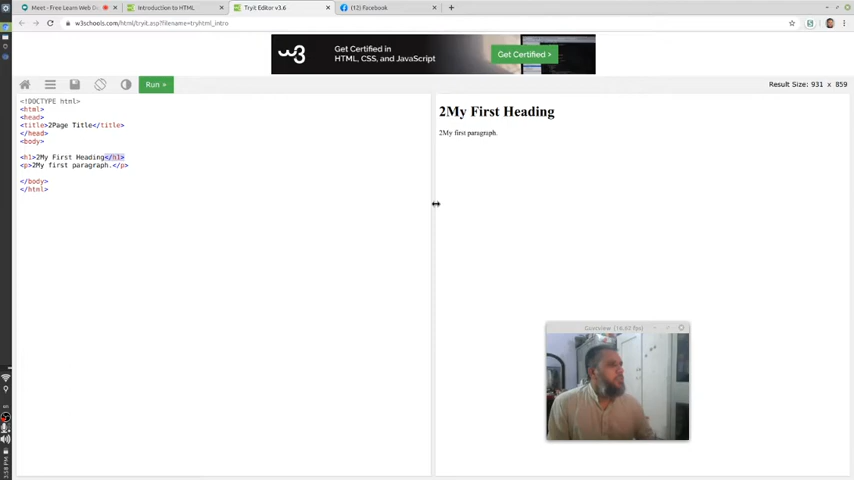 Meet - Free Learn Web D
Introduction to HTML
Tryit Editor v3.6
(12) Facebook
w3schools.com/html/tryit.asp?filename=tryhtml_intro
Get Certified in
HTML, CSS, and JavaScript
Get Certified >
Run >
Result Size: 931 x 859
<!DOCTYPE html>
<html>
<head>
<title>2Page Title</title>
</head>
<body>
<h1>2My First Heading</h1>
<p>2My first paragraph.</p>
</body>
</html>
2My First Heading
2My first paragraph.
3:58 PM